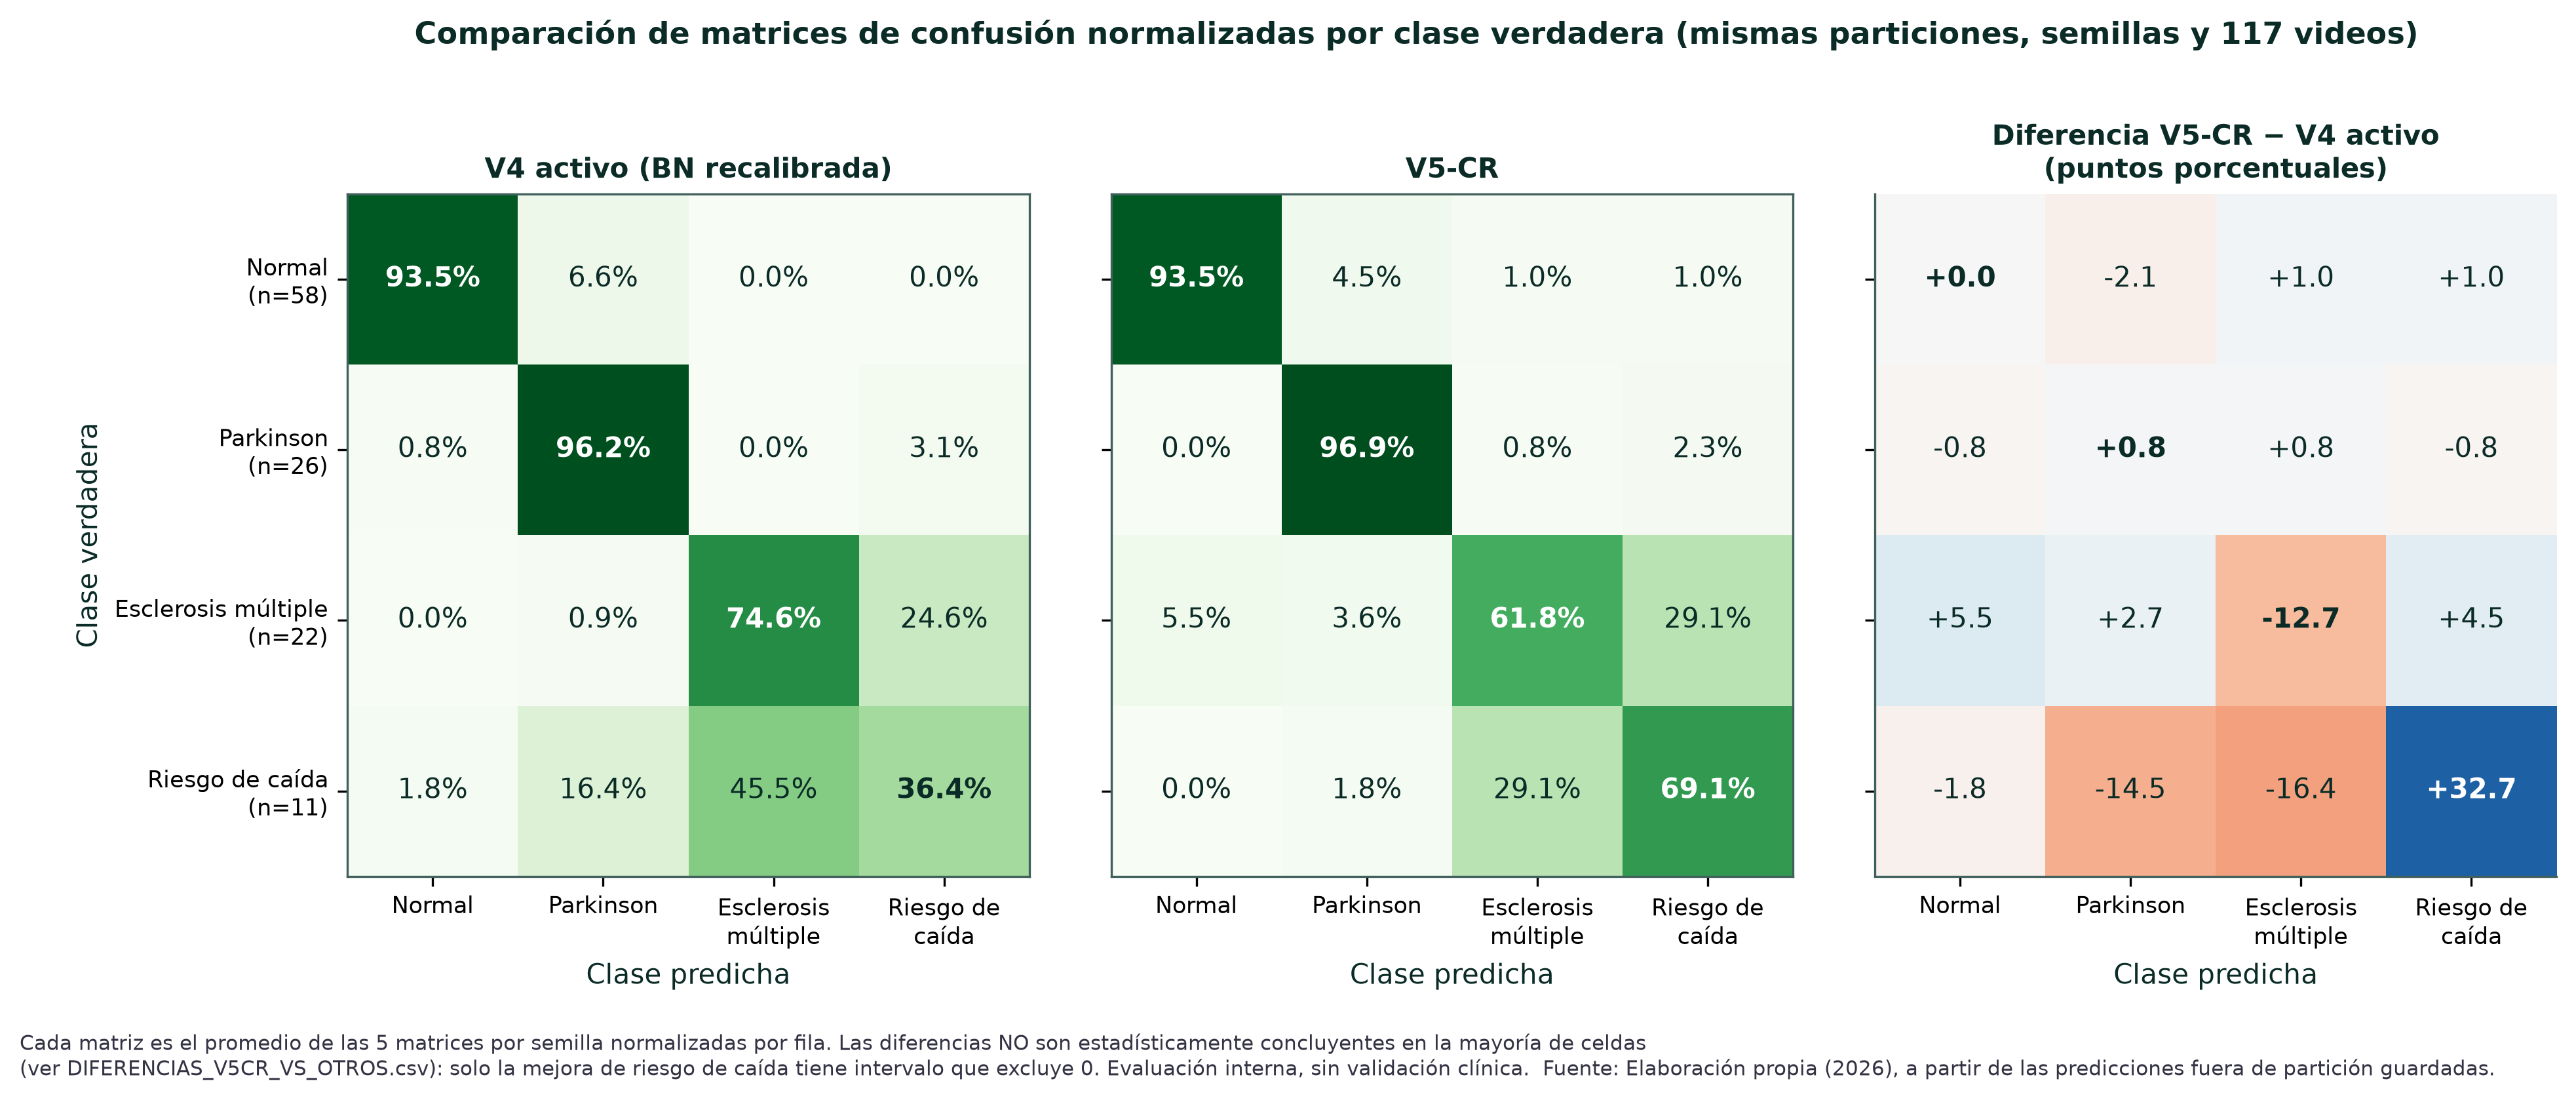 Comparación de matrices de confusión normalizadas por clase verdadera (mismas particiones, semillas y 117 videos)
V4 activo (BN recalibrada)
Clase verdadera
Normal
(n=58)
93.5% 6.6% 0.0% 0.0%
Parkinson
(n=26)
0.8% 96.2% 0.0% 3.1%
Esclerosis múltiple
(n=22)
0.0% 0.9% 74.6% 24.6%
Riesgo de caída
(n=11)
1.8% 16.4% 45.5% 36.4%
Normal Parkinson Esclerosis múltiple Riesgo de caída
Clase predicha
V5-CR
93.5% 4.5% 1.0% 1.0%
0.0% 96.9% 0.8% 2.3%
5.5% 3.6% 61.8% 29.1%
0.0% 1.8% 29.1% 69.1%
Normal Parkinson Esclerosis múltiple Riesgo de caída
Clase predicha
Diferencia V5-CR − V4 activo
(puntos porcentuales)
+0.0 -2.1 +1.0 +1.0
-0.8 +0.8 +0.8 -0.8
+5.5 +2.7 -12.7 +4.5
-1.8 -14.5 -16.4 +32.7
Normal Parkinson Esclerosis múltiple Riesgo de caída
Clase predicha
Cada matriz es el promedio de las 5 matrices por semilla normalizadas por fila. Las diferencias NO son estadísticamente concluyentes en la mayoría de celdas
(ver DIFERENCIAS_V5CR_VS_OTROS.csv): solo la mejora de riesgo de caída tiene intervalo que excluye 0. Evaluación interna, sin validación clínica. Fuente: Elaboración propia (2026), a partir de las predicciones fuera de partición guardadas.